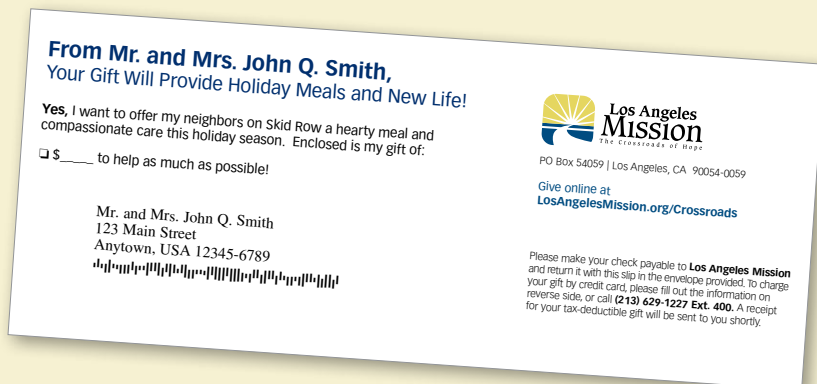 From Mr. and Mrs. John Q. Smith,
Your Gift Will Provide Holiday Meals and New Life!
Yes, I want to offer my neighbors on Skid Row a hearty meal and
compassionate care this holiday season. Enclosed is my gift of:
❏ $____ to help as much as possible!
Mr. and Mrs. John Q. Smith
123 Main Street
Anytown, USA 12345-6789
Los Angeles
Mission
The Crossroads of Hope
PO Box 54059 | Los Angeles, CA 90054-0059
Give online at
LosAngelesMission.org/Crossroads
Please make your check payable to Los Angeles Mission
and return it with this slip in the envelope provided. To charge
your gift by credit card, please fill out the information on
reverse side, or call (213) 629-1227 Ext. 400. A receipt
for your tax-deductible gift will be sent to you shortly.